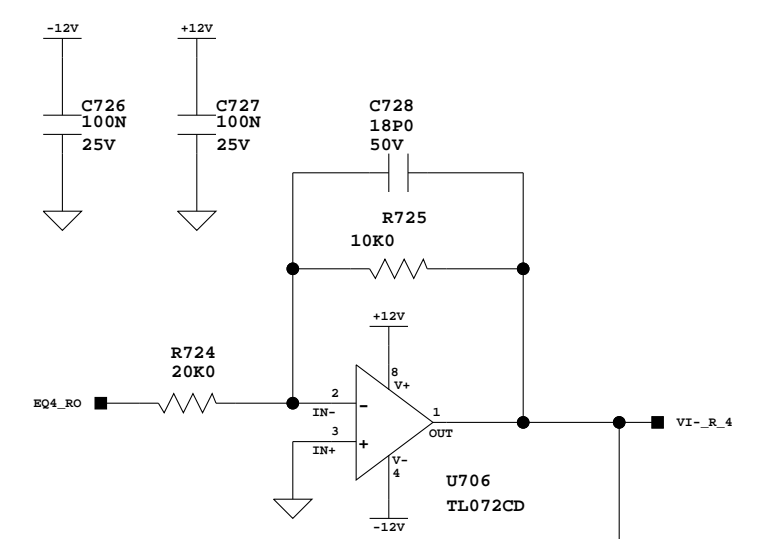 -12V
+12V
C726
100N
25V
C727
100N
25V
C728
18P0
50V
R725
10K0
+12V
R724
20K0
8
V+
EQ4_RO
2
IN-
-
1
OUT
VI-_R_4
3
IN+
+
V-
4
U706
TL072CD
-12V